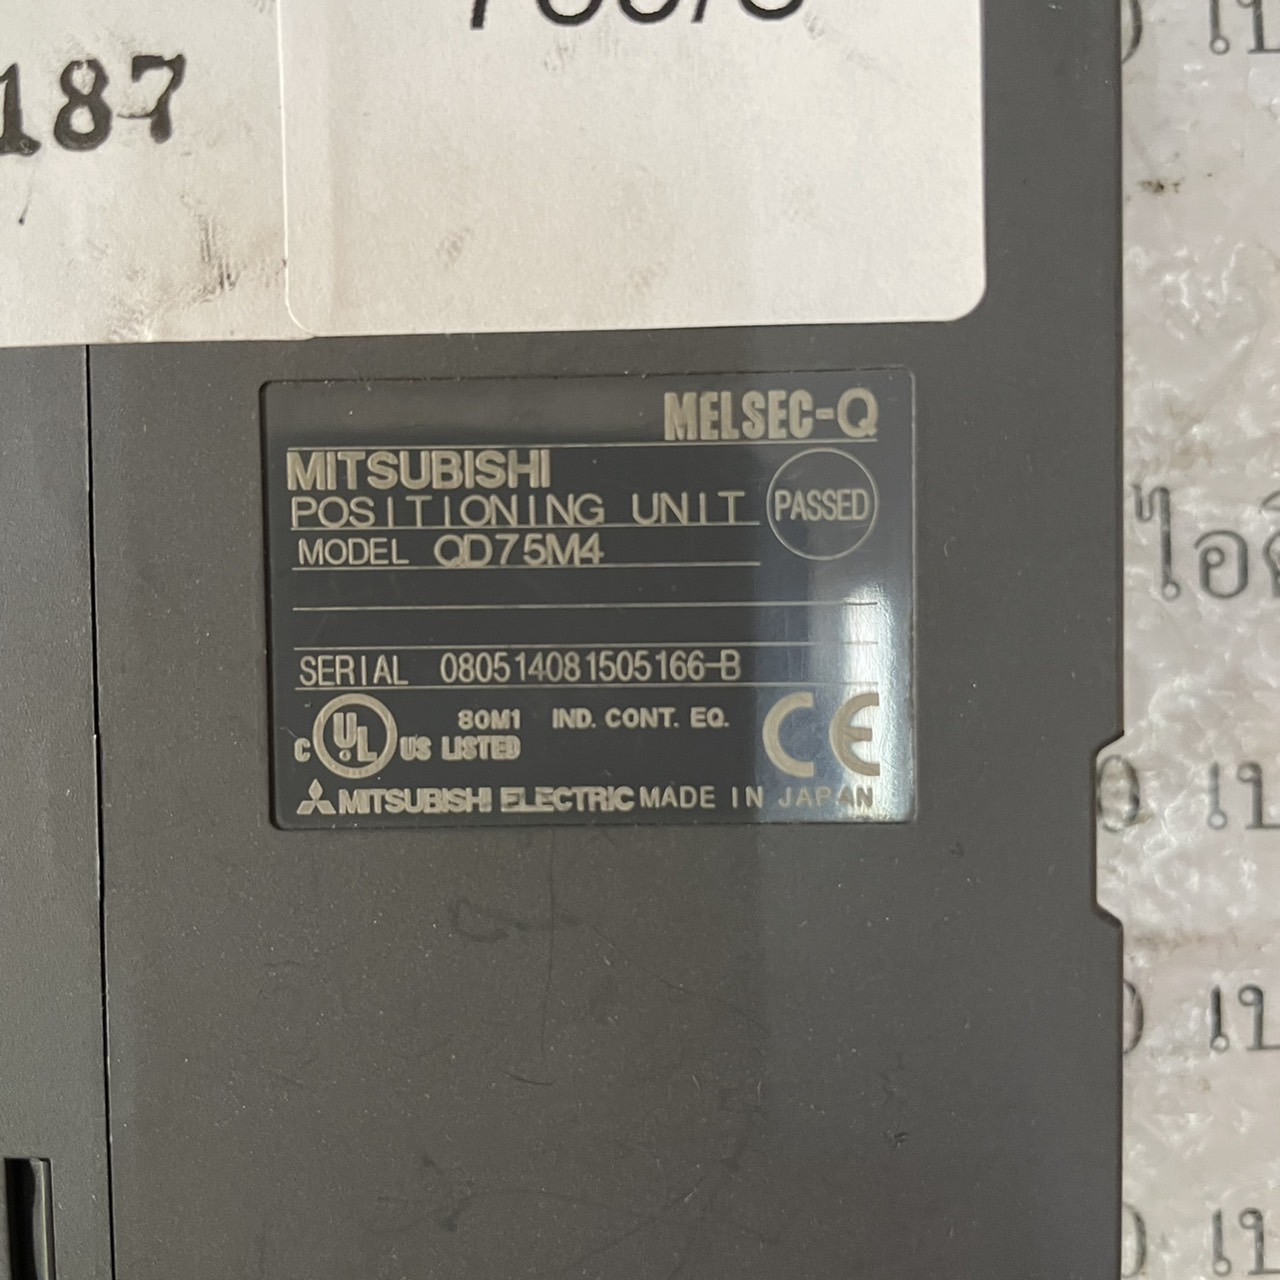 187
MELSEC-Q
MITSUBISHI
POSITIONING UNIT
PASSED
MODEL QD75M4
SERIAL 080514081505166-B
C UL US LISTED
80M1 IND. CONT. EQ.
CE
MITSUBISHI ELECTRIC MADE IN JAPAN